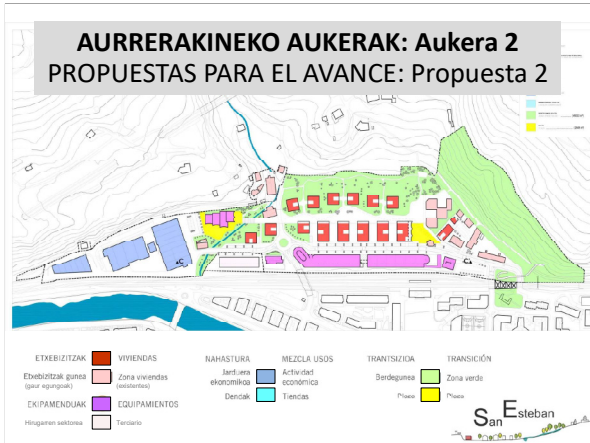 AURRERAKINEKO AUKERAK: Aukera 2
PROPUESTAS PARA EL AVANCE: Propuesta 2
ETXEBIZITZAK VIVIENDAS
Etxebizitzak gunea Zona viviendas
(gaur egungoak) (existentes)
EKIPAMENDUAK EQUIPAMIENTOS
Hirugarren sektorea Terciario
NAHASTURA MEZCLA USOS
Jarduera Actividad
ekonomikoa económica
Dendak Tiendas
TRANTSIZIOA TRANSICIÓN
Berdegunea Zona verde
Plaza Plaza
San Esteban